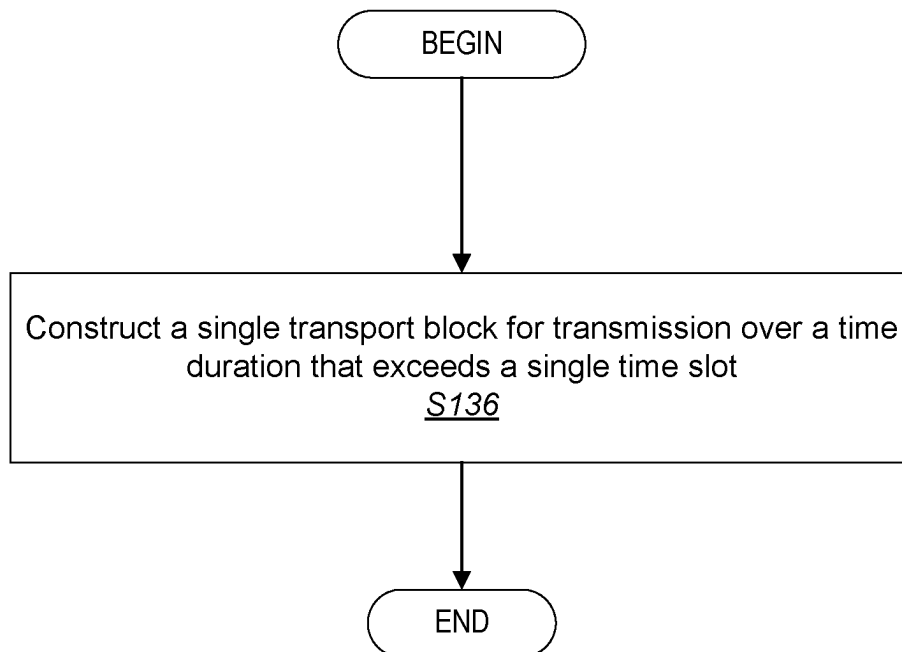 BEGIN
Construct a single transport block for transmission over a time
duration that exceeds a single time slot
S136
END